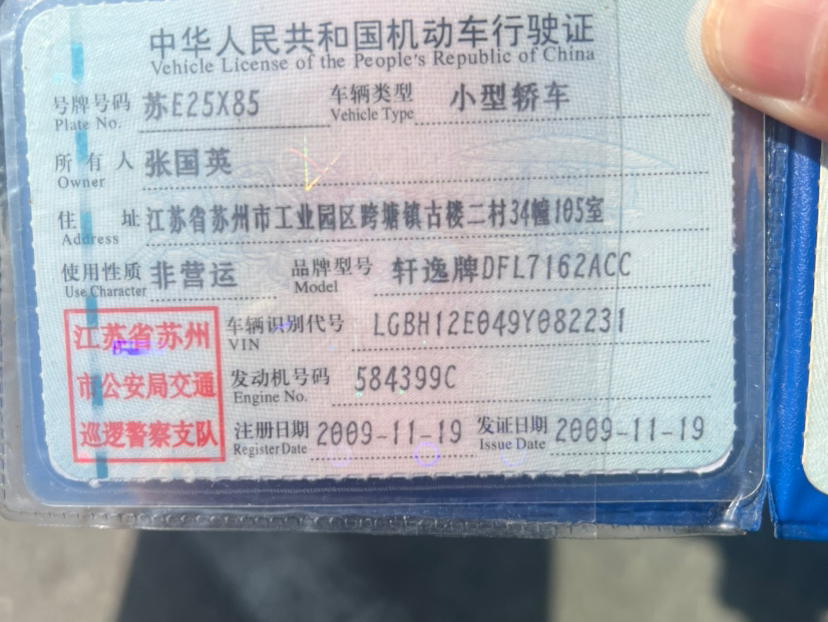 中华人民共和国机动车行驶证
Vehicle License of the People's Republic of China
号牌号码 苏E25X85 车辆类型 小型轿车
Plate No. Vehicle Type
所有人 张国英
Owner
住址 江苏省苏州市工业园区跨塘镇古楼二村34幢105室
Address
使用性质 非营运 品牌型号 轩逸牌DFL7162ACC
Use Character Model
江苏省苏州 车辆识别代号 LGBH12E049Y082231
VIN
市公安局交通 发动机号码 584399C
Engine No.
巡逻警察支队 注册日期 2009-11-19 发证日期 2009-11-19
Register Date Issue Date